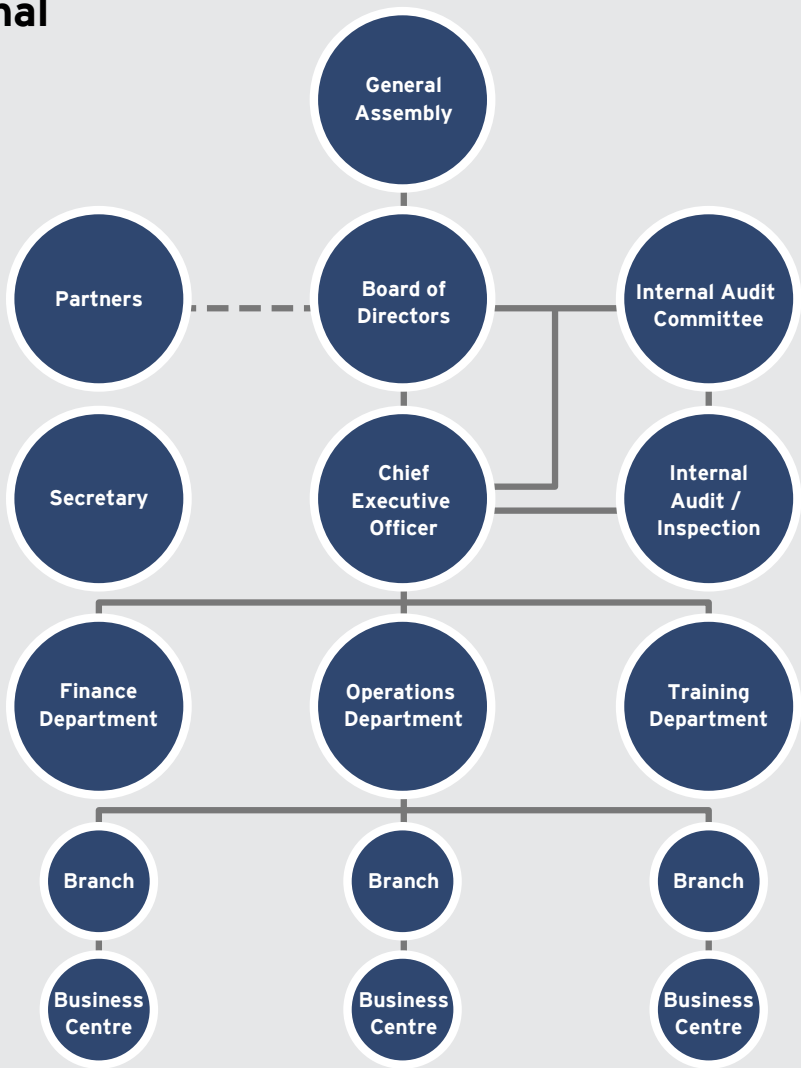 General
Assembly
Partners
Board of
Directors
Internal Audit
Committee
Secretary
Chief
Executive
Officer
Internal
Audit /
Inspection
Finance
Department
Operations
Department
Training
Department
Branch
Branch
Branch
Business
Centre
Business
Centre
Business
Centre